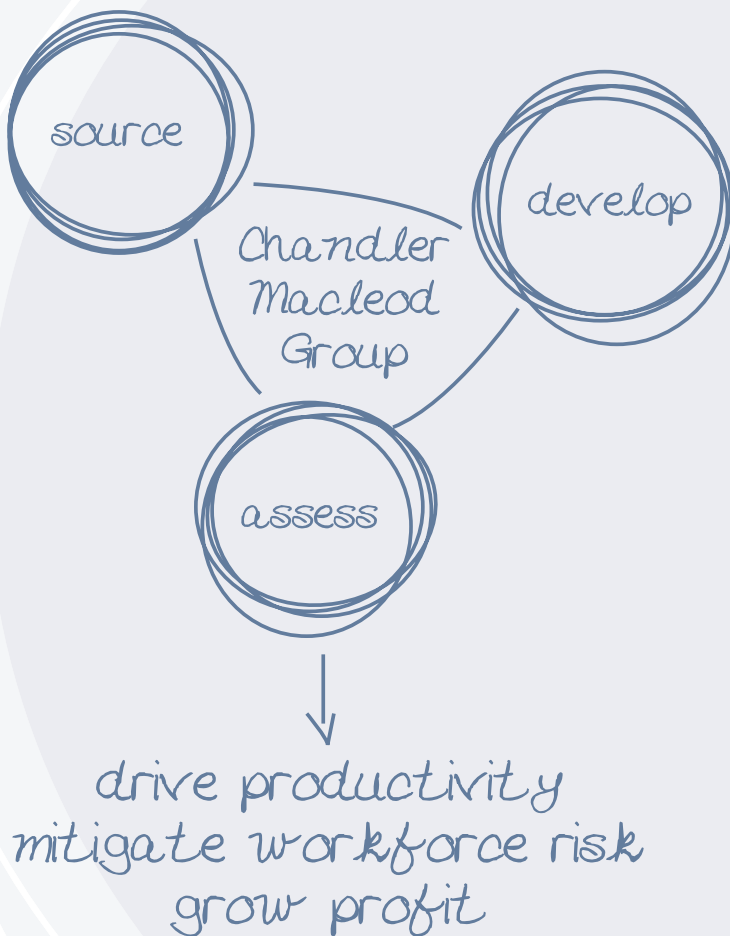 source
develop
Chandler
Macleod
Group
assess
drive productivity
mitigate workforce risk
grow profit